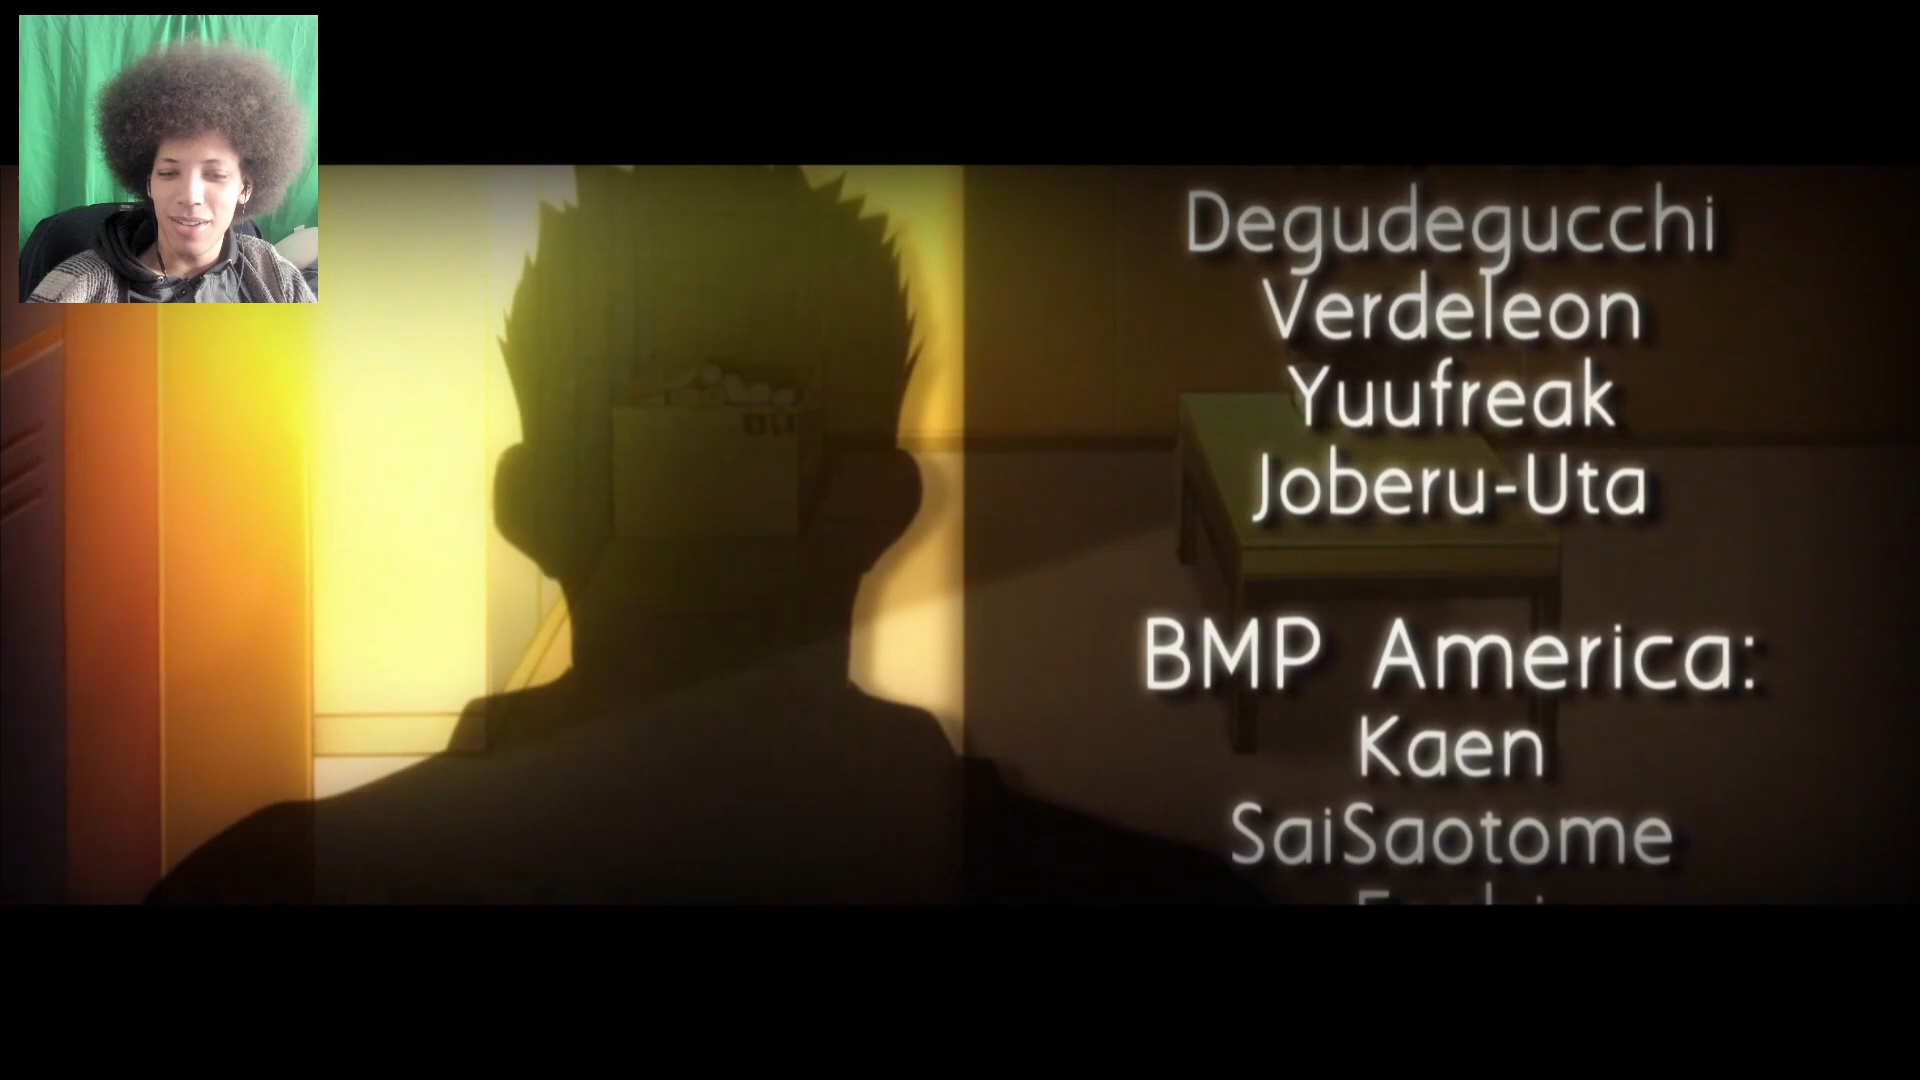 Degudegucchi
Verdeleon
Yuufreak
Joberu-Uta
BMP America:
Kaen
SaiSaotome